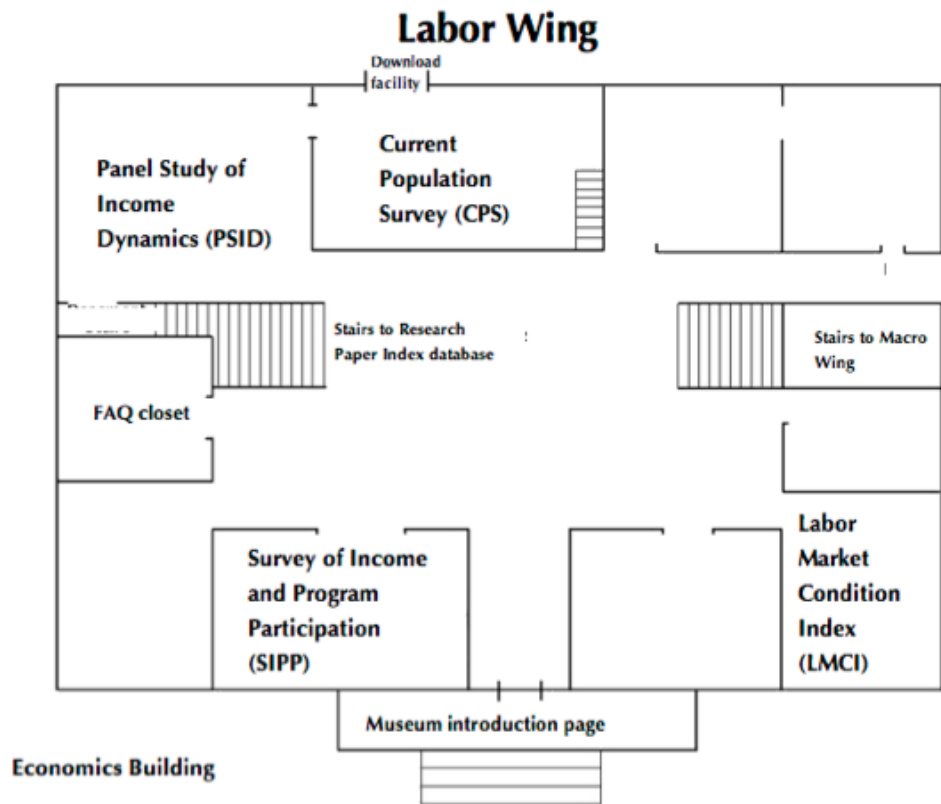 Labor Wing
Download
facility
Panel Study of
Income
Dynamics (PSID)
Current
Population
Survey (CPS)
Stairs to Research
Paper Index database
Stairs to Macro
Wing
FAQ closet
Survey of Income
and Program
Participation
(SIPP)
Labor
Market
Condition
Index
(LMCI)
Museum introduction page
Economics Building